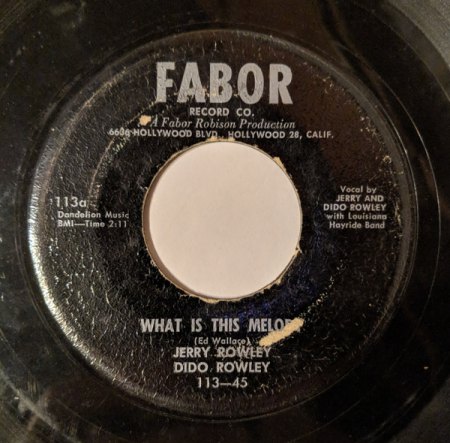 FABOR
RECORD CO.
A Fabor Robison Production
6636 HOLLYWOOD BLVD., HOLLYWOOD 28, CALIF.
113a
Dandelion Music
BMI—Time 2:11
Vocal by
JERRY AND
DIDO ROWLEY
with Louisiana
Hayride Band
WHAT IS THIS
(Ed Wallace)
JERRY ROWLEY
DIDO ROWLEY
113—45